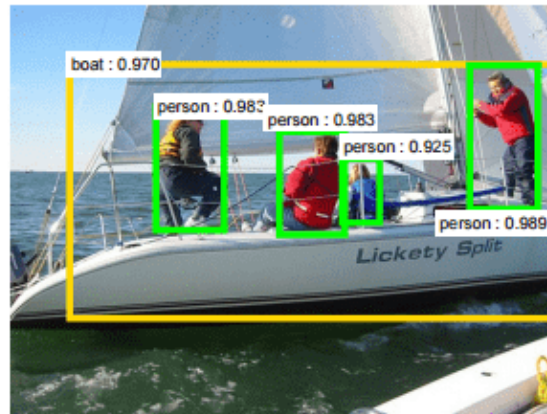 boat : 0.970
person : 0.983
person : 0.983
person : 0.925
person : 0.989
Lickety Split